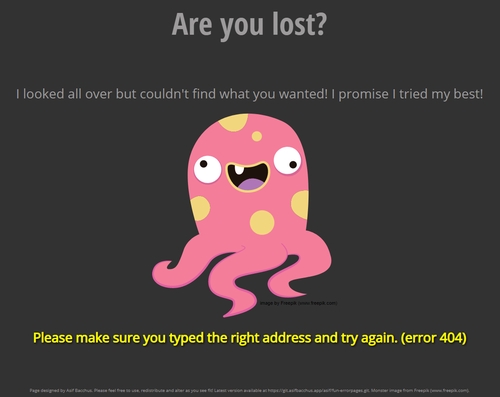 Are you lost?
I looked all over but couldn't find what you wanted! I promise I tried my best!
Image by Freepik (www.freepik.com)
Please make sure you typed the right address and try again. (error 404)
Page designed by Asif Bacchus. Please feel free to use, redistribute and alter as you see fit! Latest version available at https://git.asifbacchus.app/asif/fun-errorpages.git. Monster image from Freepik (www.freepik.com).